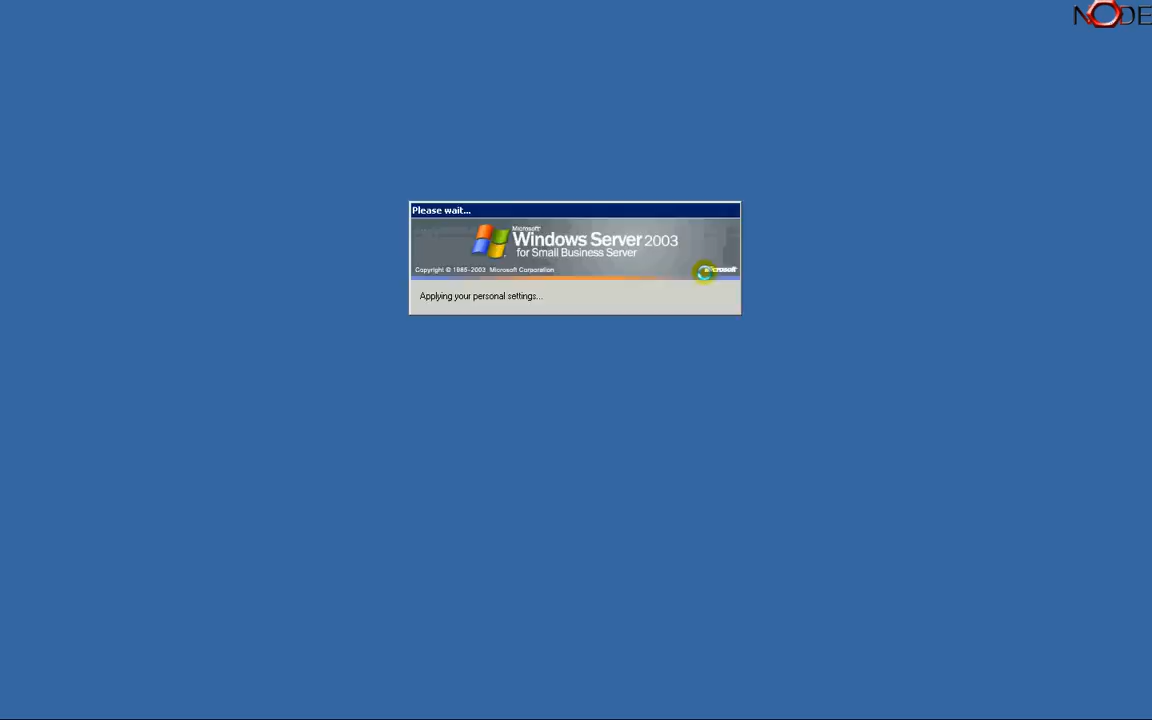 NODE
Please wait...
Microsoft
Windows Server 2003
for Small Business Server
Copyright © 1985-2003 Microsoft Corporation
Microsoft
Applying your personal settings...